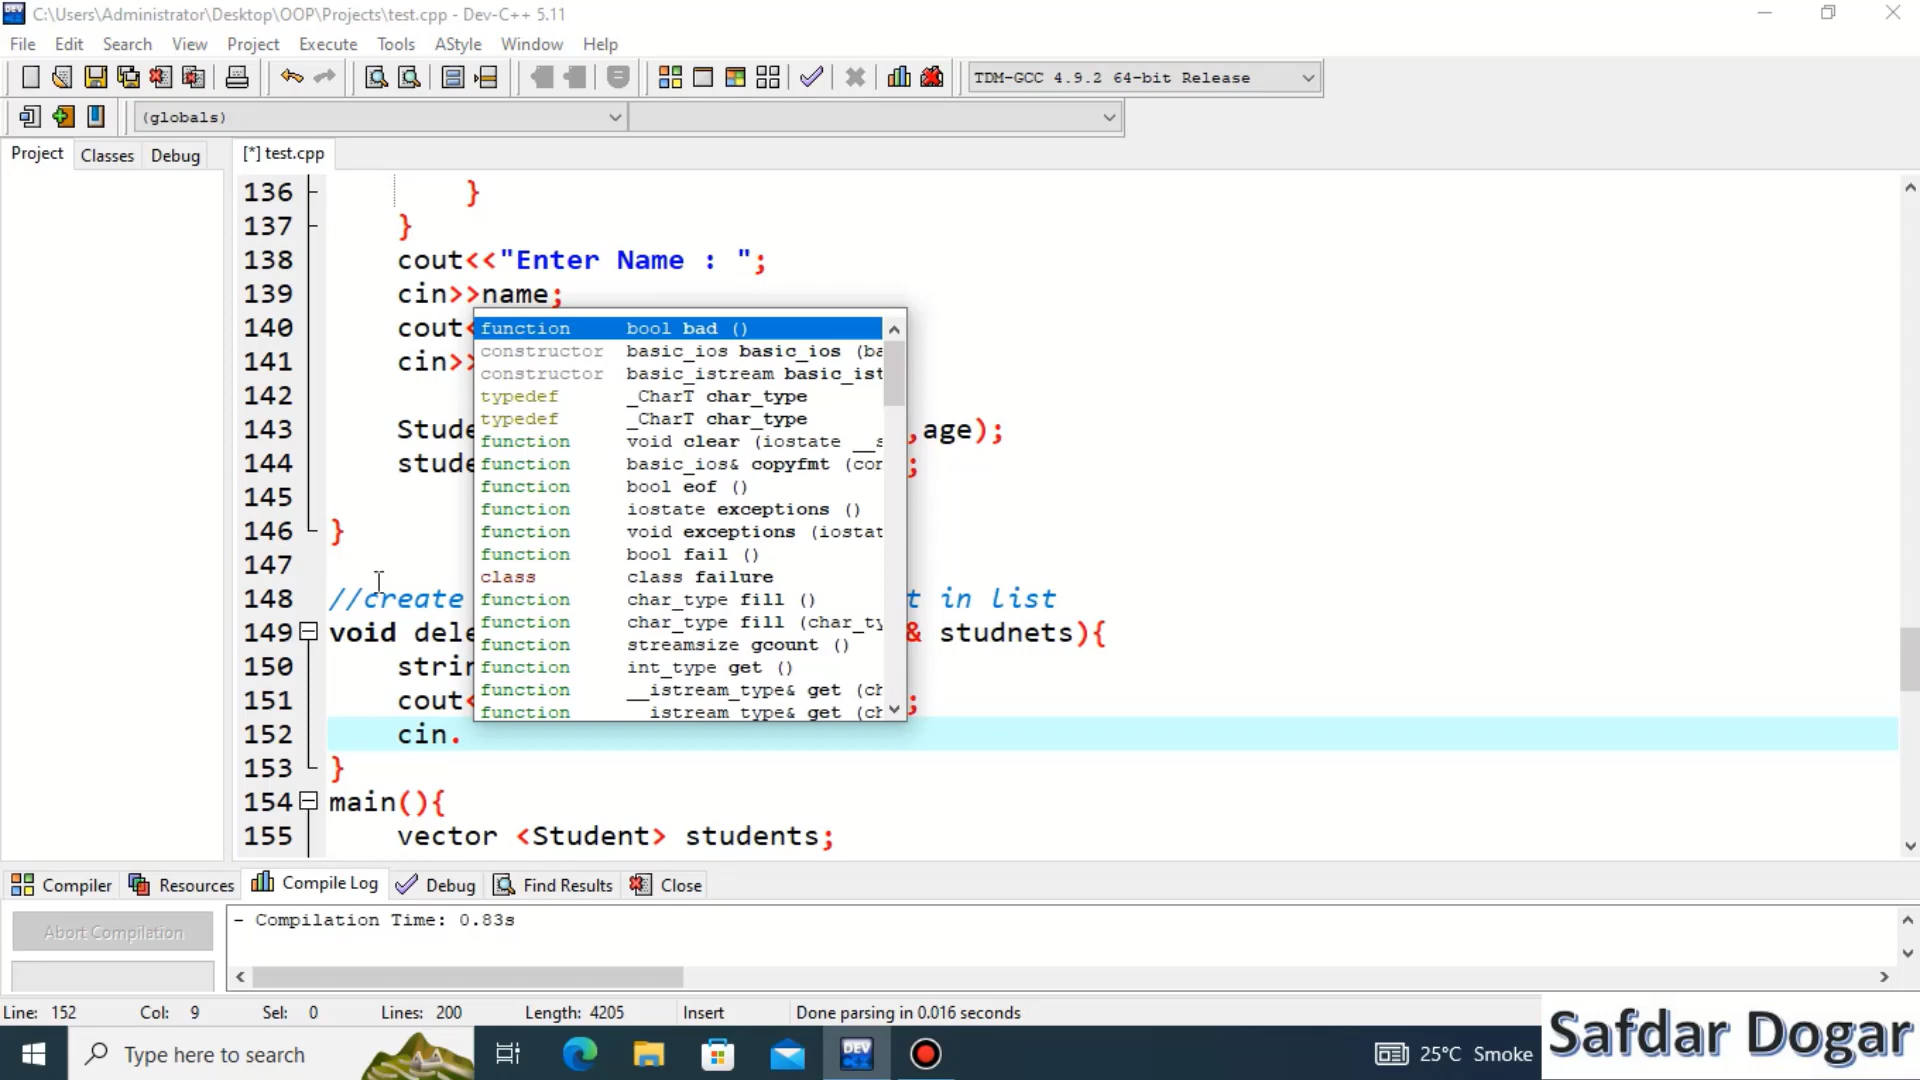 C:\Users\Administrator\Desktop\OOP\Projects\test.cpp - Dev-C++ 5.11
File Edit Search View Project Execute Tools AStyle Window Help
TDM-GCC 4.9.2 64-bit Release
(globals)
Project Classes Debug [*] test.cpp
136 }
137 }
138 cout<<"Enter Name : ";
139 cin>>name;
140 cout<
141 cin>>
142
143 Stude ,age);
144 stude ;
145
146 }
147
148 //create t in list
149 void dele & studnets){
150 strin
151 cout< ;
152 cin.
153 }
154 main(){
155 vector <Student> students;
function bool bad ()
constructor basic_ios basic_ios (ba
constructor basic_istream basic_ist
typedef _CharT char_type
typedef _CharT char_type
function void clear (iostate __s
function basic_ios& copyfmt (con
function bool eof ()
function iostate exceptions ()
function void exceptions (iostat
function bool fail ()
class class failure
function char_type fill ()
function char_type fill (char_ty
function streamsize gcount ()
function int_type get ()
function __istream_type& get (ch
function __istream_type& get (ch
Compiler Resources Compile Log Debug Find Results Close
Abort Compilation
- Compilation Time: 0.83s
Line: 152 Col: 9 Sel: 0 Lines: 200 Length: 4205 Insert Done parsing in 0.016 seconds
Type here to search
DEV
25°C Smoke
Safdar Dogar